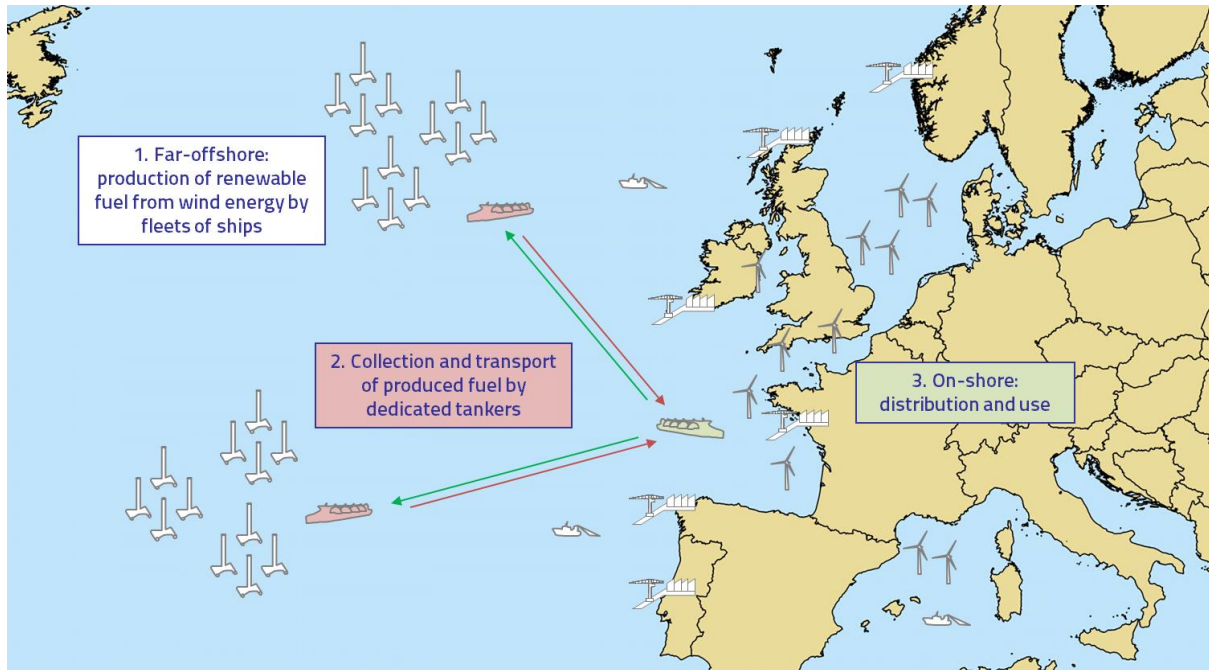 1. Far-offshore:
production of renewable
fuel from wind energy by
fleets of ships
2. Collection and transport
of produced fuel by
dedicated tankers
3. On-shore:
distribution and use